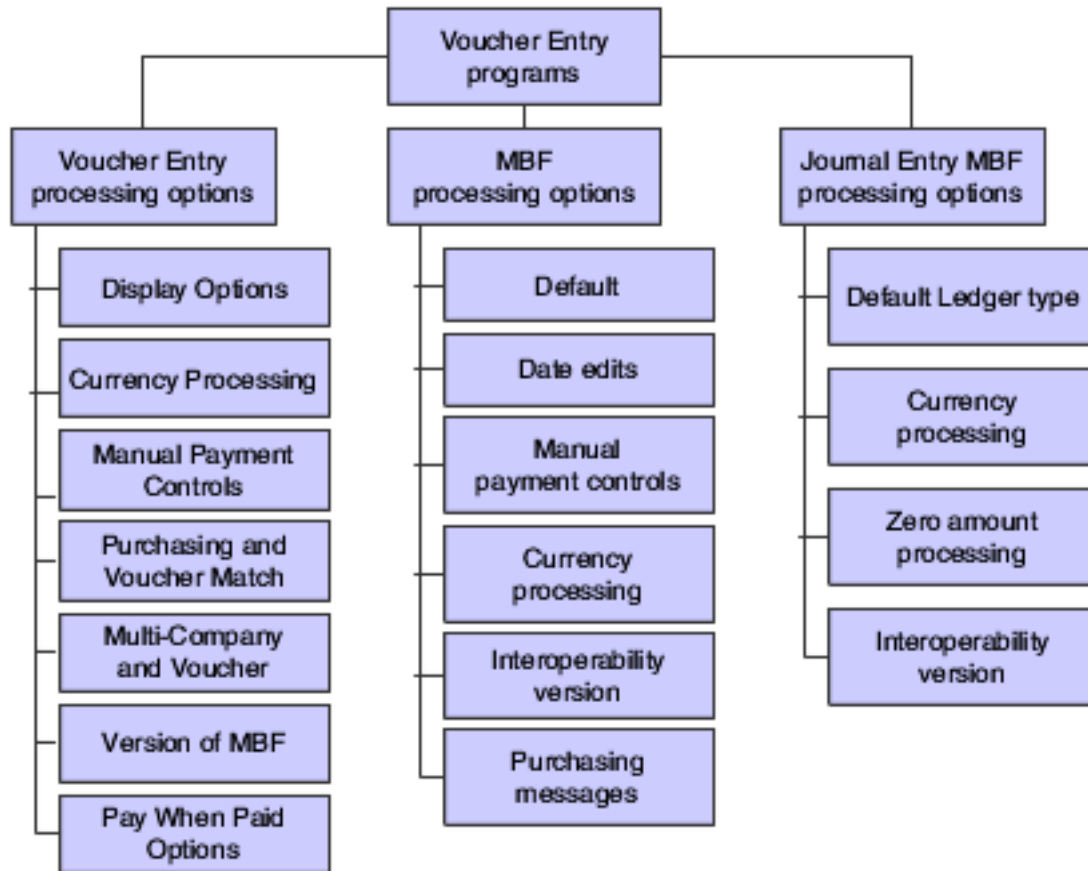 Voucher Entry
programs
Voucher Entry
processing options
Display Options
Currency Processing
Manual Payment
Controls
Purchasing and
Voucher Match
Multi-Company
and Voucher
Version of MBF
Pay When Paid
Options
MBF
processing options
Default
Date edits
Manual
payment controls
Currency
processing
Interoperability
version
Purchasing
messages
Journal Entry MBF
processing options
Default Ledger type
Currency
processing
Zero amount
processing
Interoperability
version